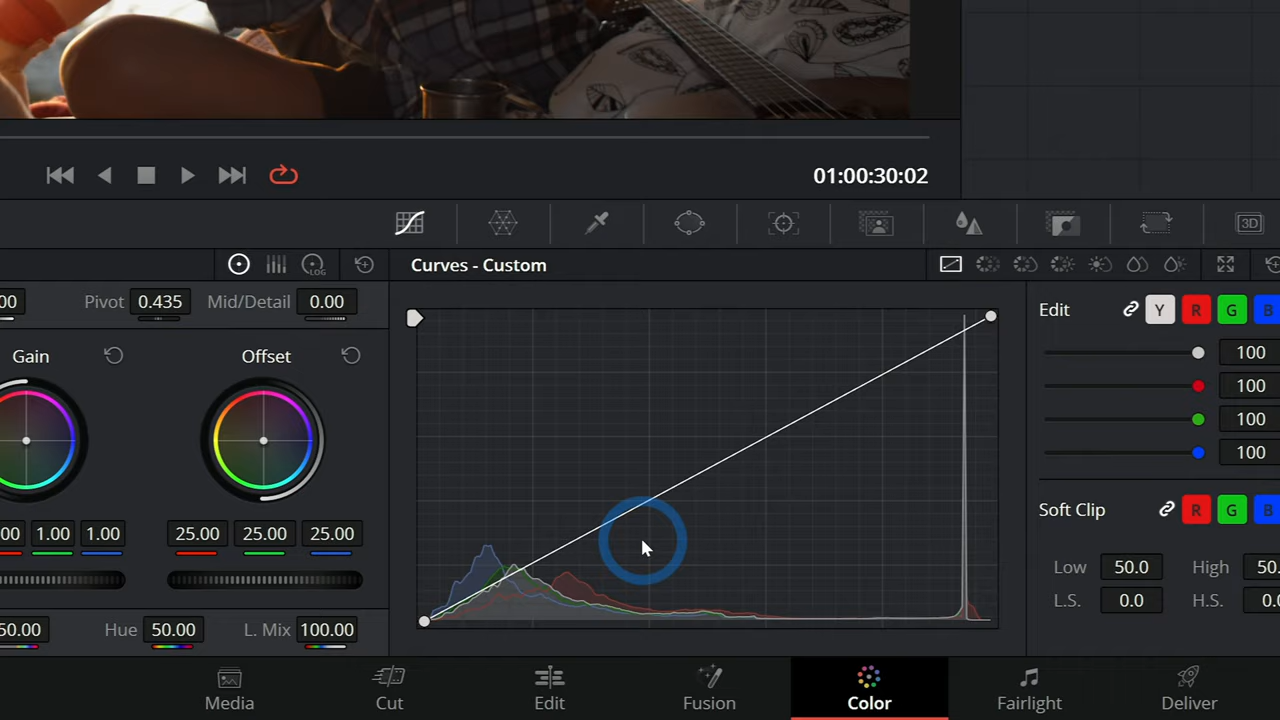 01:00:30:02
LOG
3D
Curves - Custom
00 Pivot 0.435 Mid/Detail 0.00
Gain Offset
00 1.00 1.00 25.00 25.00 25.00
50.00 Hue 50.00 L. Mix 100.00
Edit Y R G B
100
100
100
100
Soft Clip R G B
Low 50.0 High 50.
L.S. 0.0 H.S. 0.0
Media Cut Edit Fusion Color Fairlight Deliver